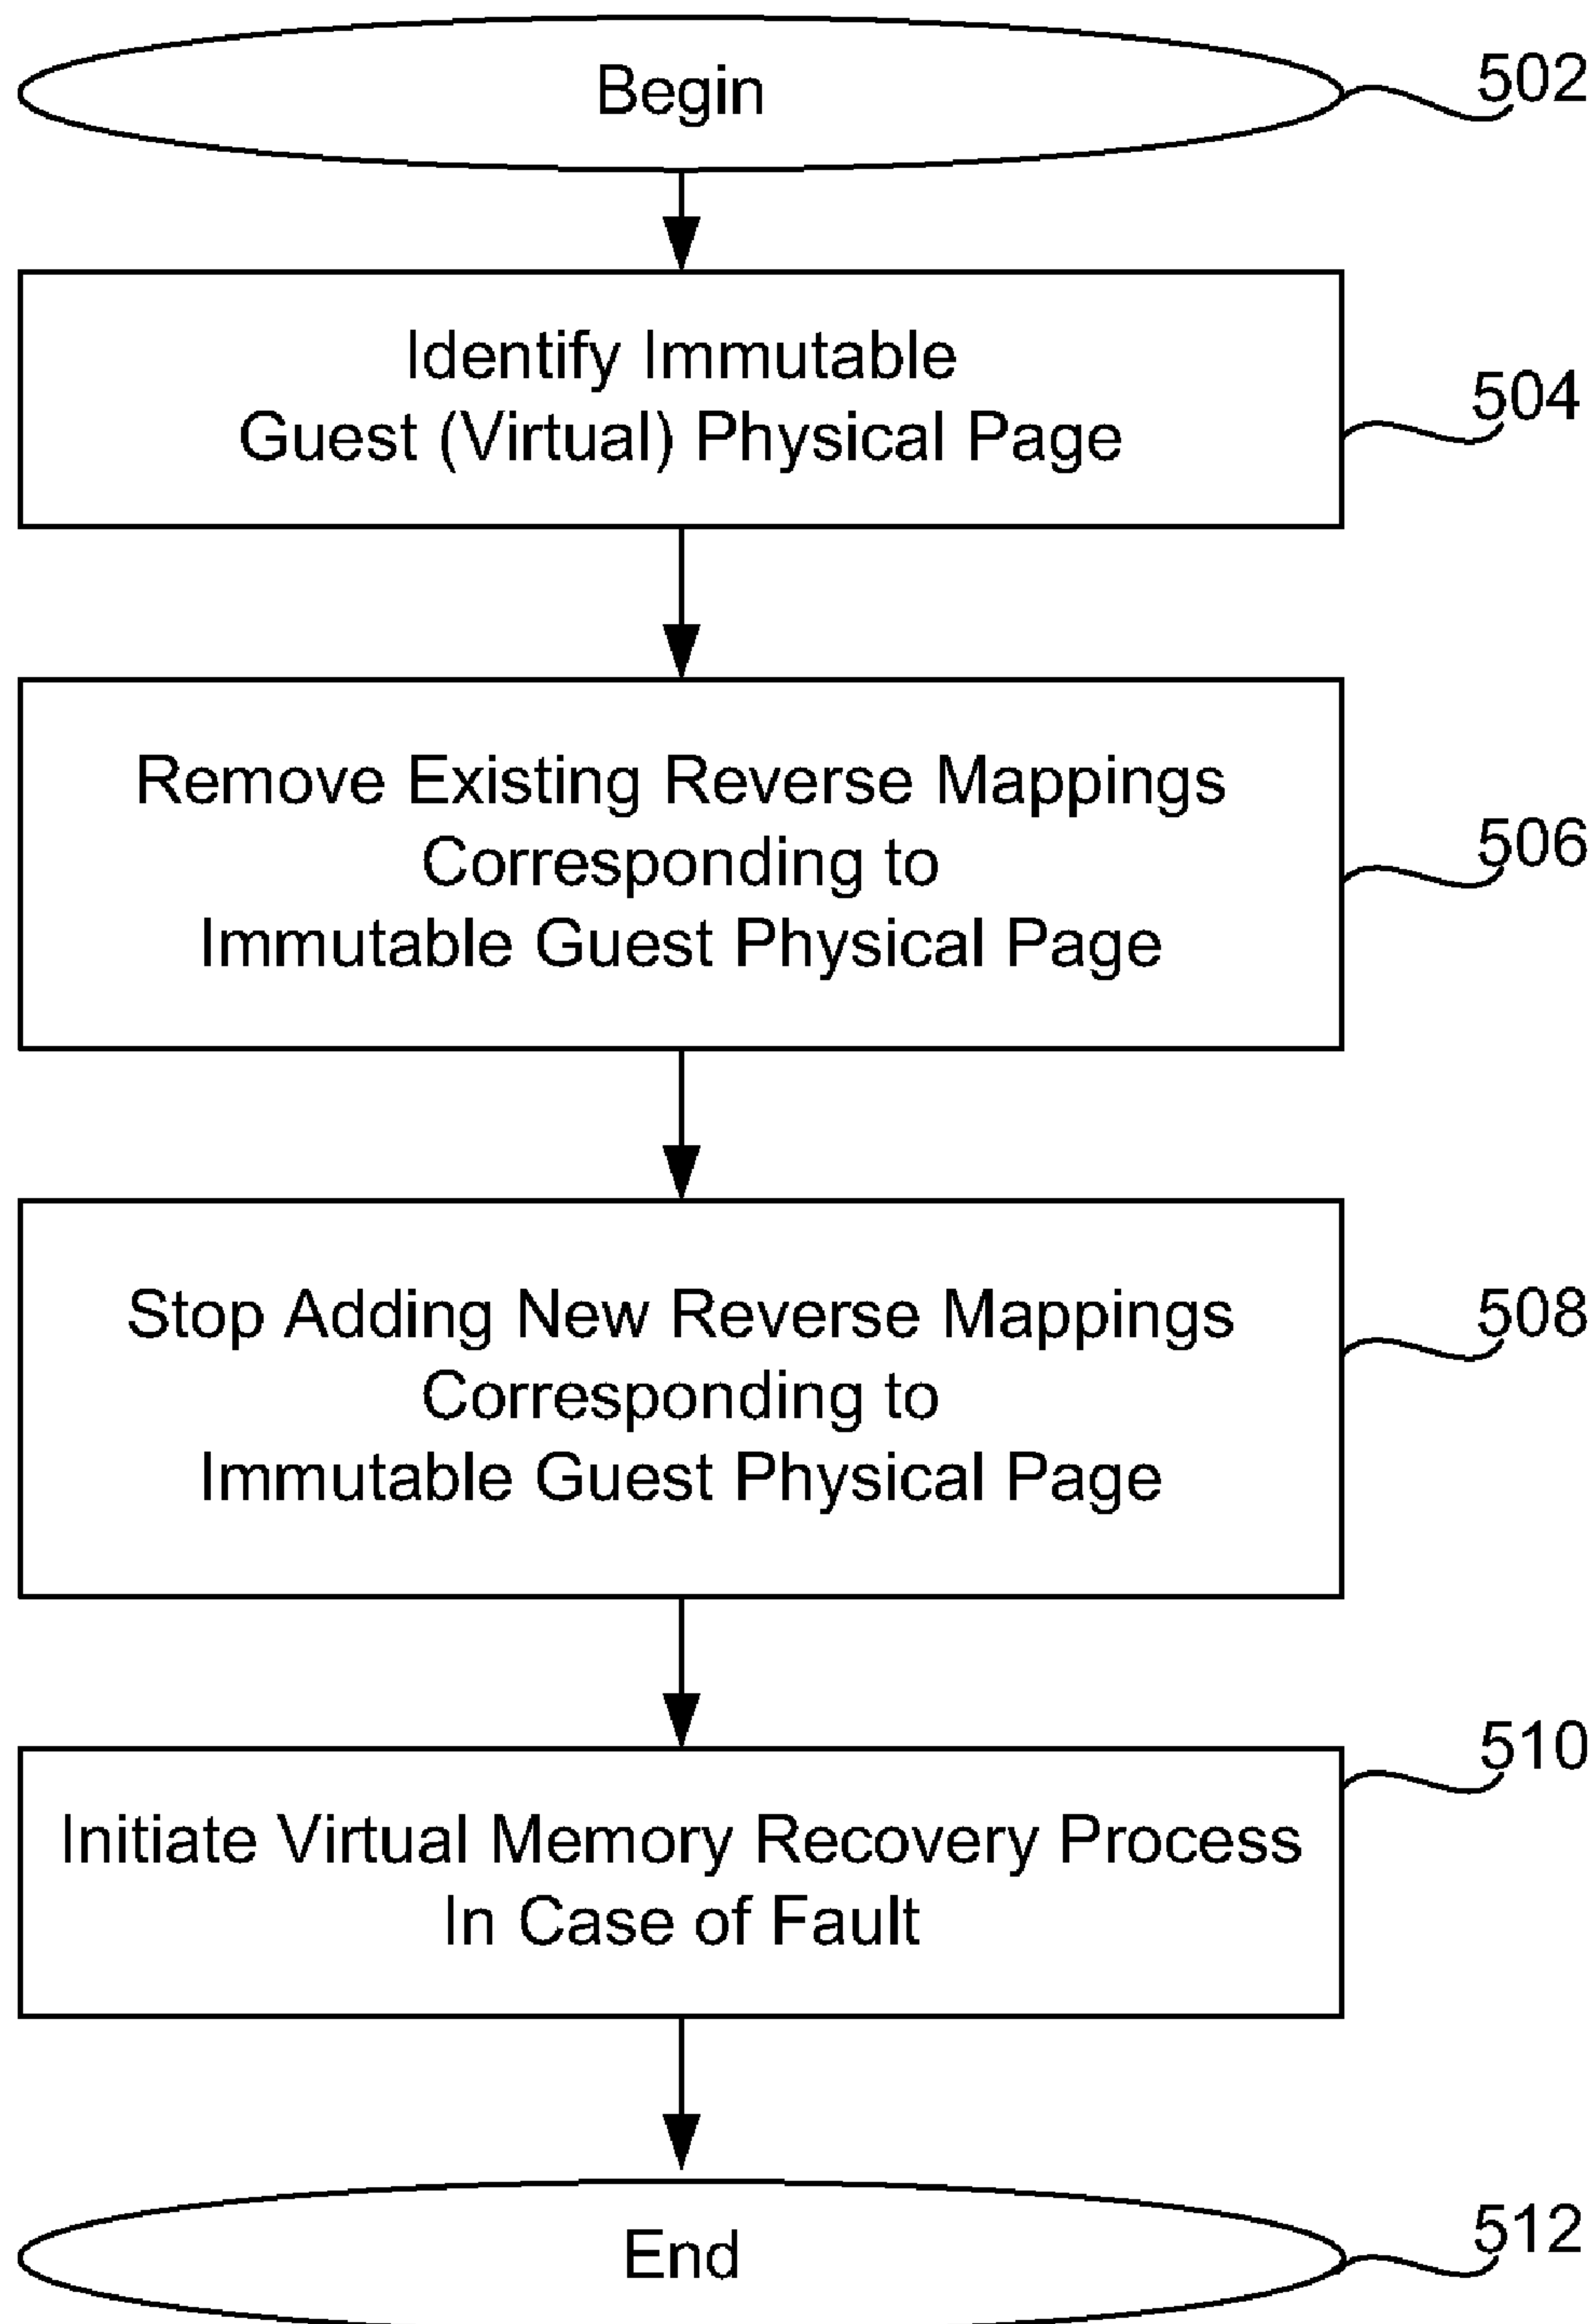 Begin
502
Identify Immutable
Guest (Virtual) Physical Page
504
Remove Existing Reverse Mappings
Corresponding to
Immutable Guest Physical Page
506
Stop Adding New Reverse Mappings
Corresponding to
Immutable Guest Physical Page
508
Initiate Virtual Memory Recovery Process
In Case of Fault
510
End
512